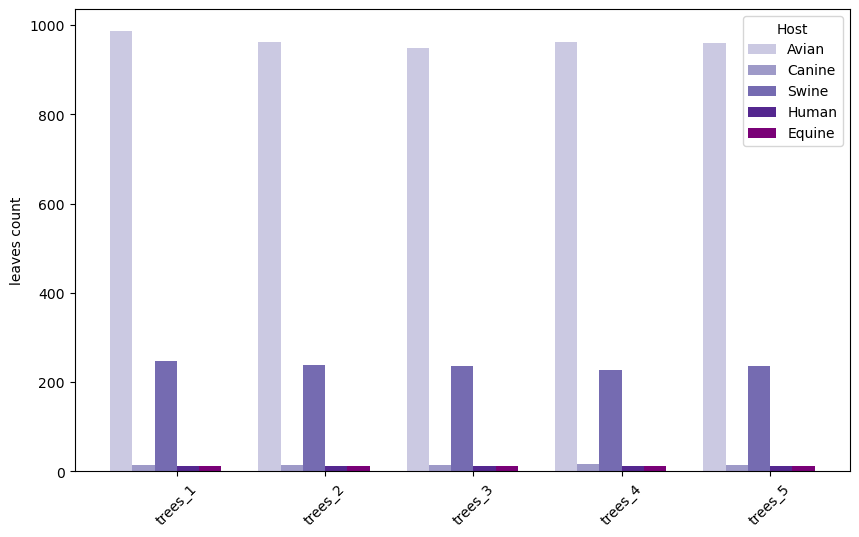 1000
800
600
400
200
0
leaves count
Host
Avian
Canine
Swine
Human
Equine
trees_1
trees_2
trees_3
trees_4
trees_5